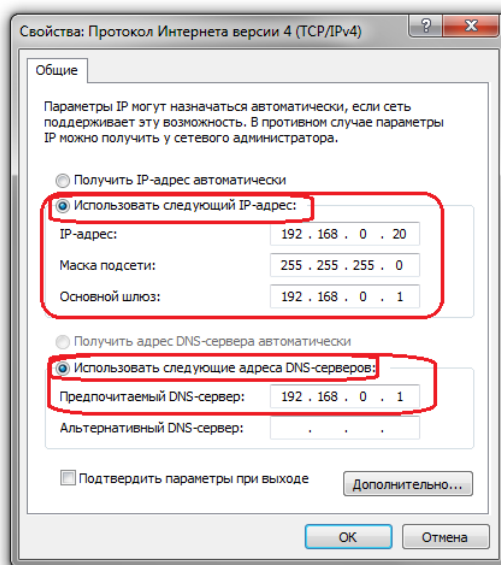 Свойства: Протокол Интернета версии 4 (TCP/IPv4)
Общие
Параметры IP могут назначаться автоматически, если сеть
поддерживает эту возможность. В противном случае параметры
IP можно получить у сетевого администратора.
Получить IP-адрес автоматически
Использовать следующий IP-адрес:
IP-адрес: 192 . 168 . 0 . 20
Маска подсети: 255 . 255 . 255 . 0
Основной шлюз: 192 . 168 . 0 . 1
Получить адрес DNS-сервера автоматически
Использовать следующие адреса DNS-серверов:
Предпочитаемый DNS-сервер: 192 . 168 . 0 . 1
Альтернативный DNS-сервер: . . .
Подтвердить параметры при выходе
Дополнительно...
OK Отмена